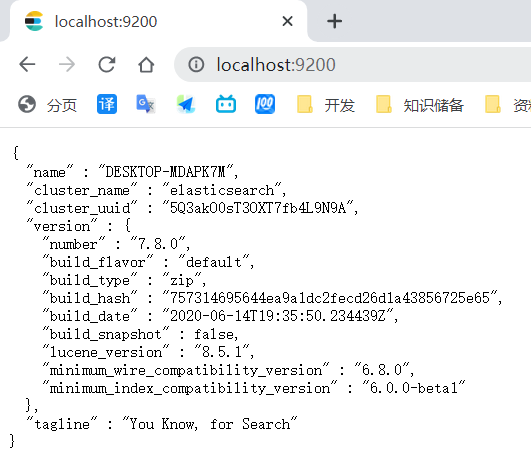 localhost:9200
localhost:9200
分页 译 100 开发 知识储备
{
"name" : "DESKTOP-MDAPK7M",
"cluster_name" : "elasticsearch",
"cluster_uuid" : "5Q3akO0sT3OXT7fb4L9N9A",
"version" : {
"number" : "7.8.0",
"build_flavor" : "default",
"build_type" : "zip",
"build_hash" : "757314695644ea9a1dc2fecd26d1a43856725e65",
"build_date" : "2020-06-14T19:35:50.234439Z",
"build_snapshot" : false,
"lucene_version" : "8.5.1",
"minimum_wire_compatibility_version" : "6.8.0",
"minimum_index_compatibility_version" : "6.0.0-beta1"
},
"tagline" : "You Know, for Search"
}